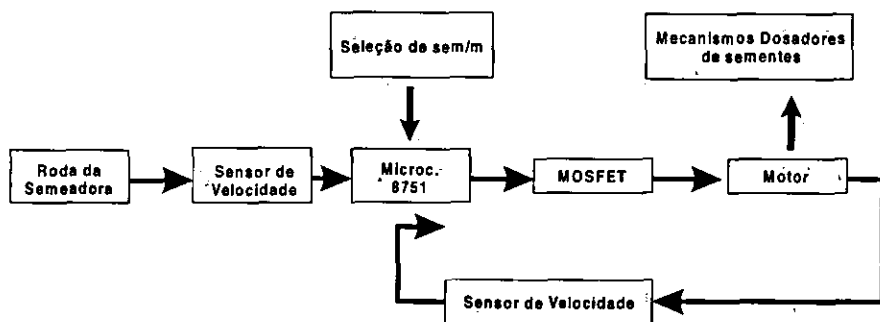 Seleção de sem/m
Mecanismos Dosadores
de sementes
Roda da
Semeadora
Sensor de
Velocidade
Microc.
8751
MOSFET
Motor
Sensor de Velocidade